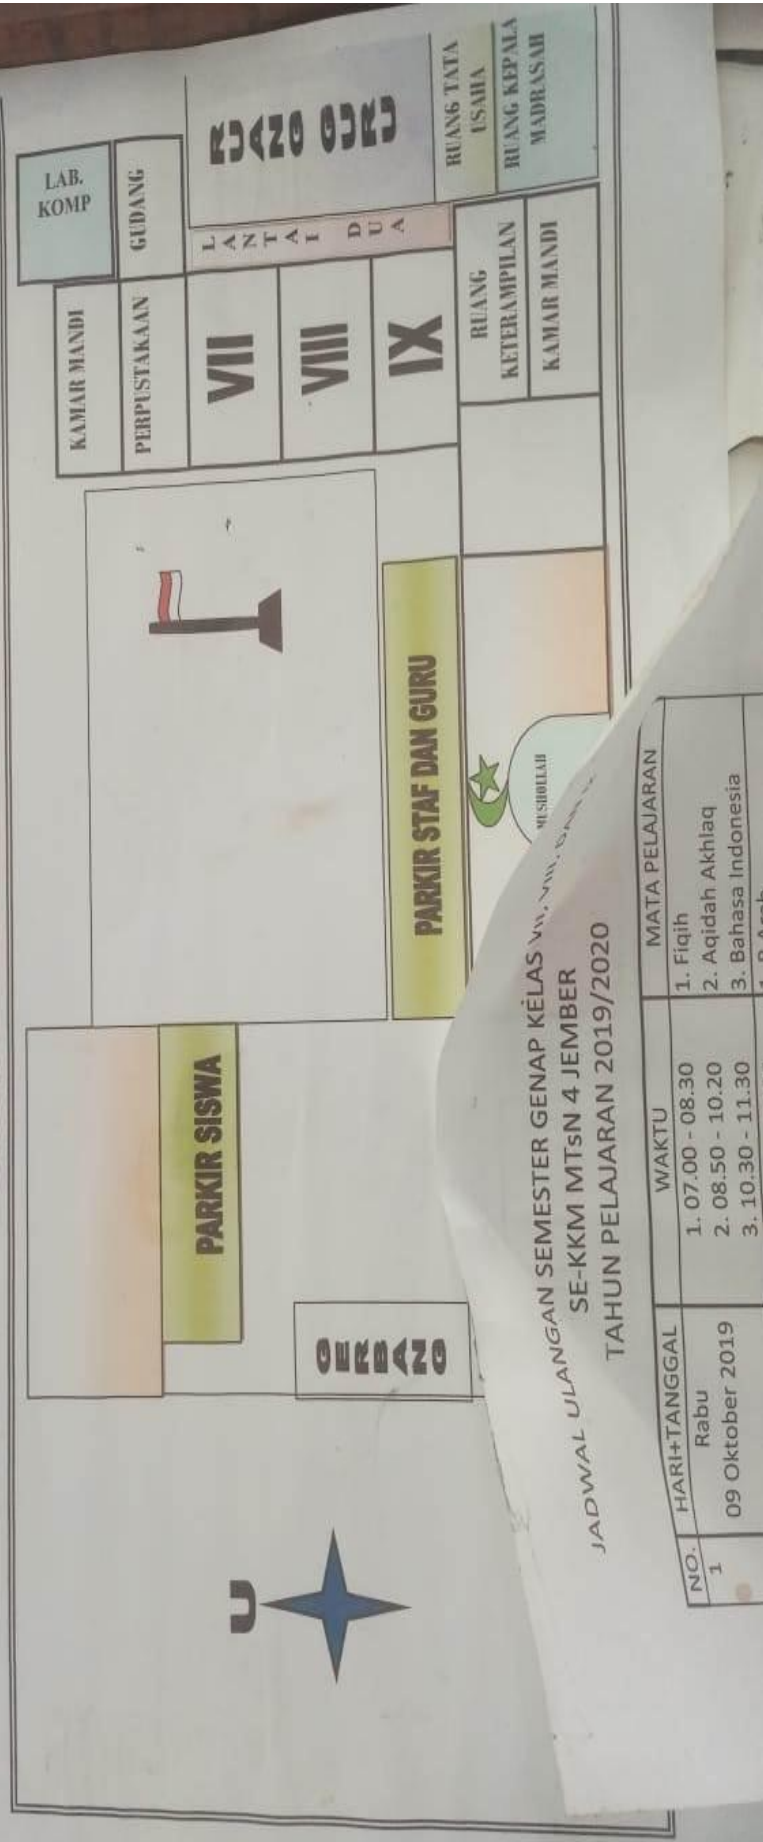 LAB.
KOMP
GUDANG
KAMAR MANDI
PERPUSTAKAAN
RUANG GURU
LANTAI DUA
RUANG TATA
USAHA
RUANG KEPALA
MADRASAH
VII
VIII
IX
RUANG
KETERAMPILAN
KAMAR MANDI
PARKIR STAF DAN GURU
MUSHOLLAH
PARKIR SISWA
GERBANG
U
JADWAL ULANGAN SEMESTER GENAP KELAS VII, VIII, DAN
SE-KKM MTsN 4 JEMBER
TAHUN PELAJARAN 2019/2020
NO. HARI+TANGGAL WAKTU MATA PELAJARAN
1 Rabu 1. 07.00 - 08.30 1. Fiqih
09 Oktober 2019 2. 08.50 - 10.20 2. Aqidah Akhlaq
3. 10.30 - 11.30 3. Bahasa Indonesia